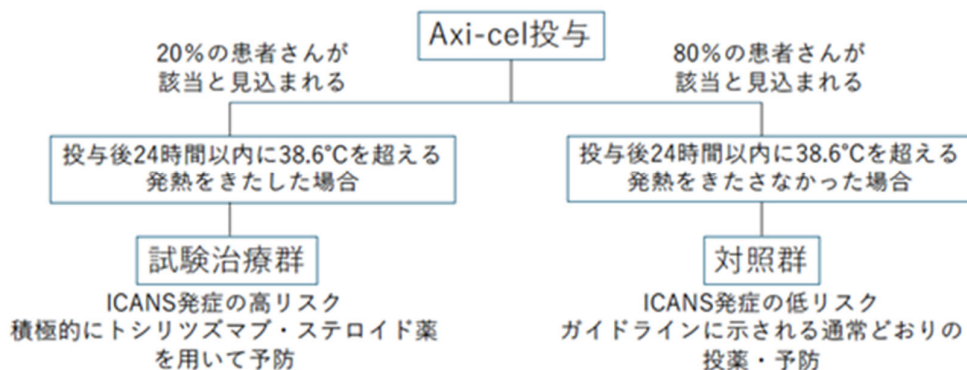 Axi-cel投与
20%の患者さんが
該当と見込まれる
80%の患者さんが
該当と見込まれる
投与後24時間以内に38.6°Cを超える
発熱をきたした場合
投与後24時間以内に38.6°Cを超える
発熱をきたさなかった場合
試験治療群
対照群
ICANS発症の高リスク
積極的にトシリツズマブ・ステロイド薬
を用いて予防
ICANS発症の低リスク
ガイドラインに示される通常どおりの
投薬・予防